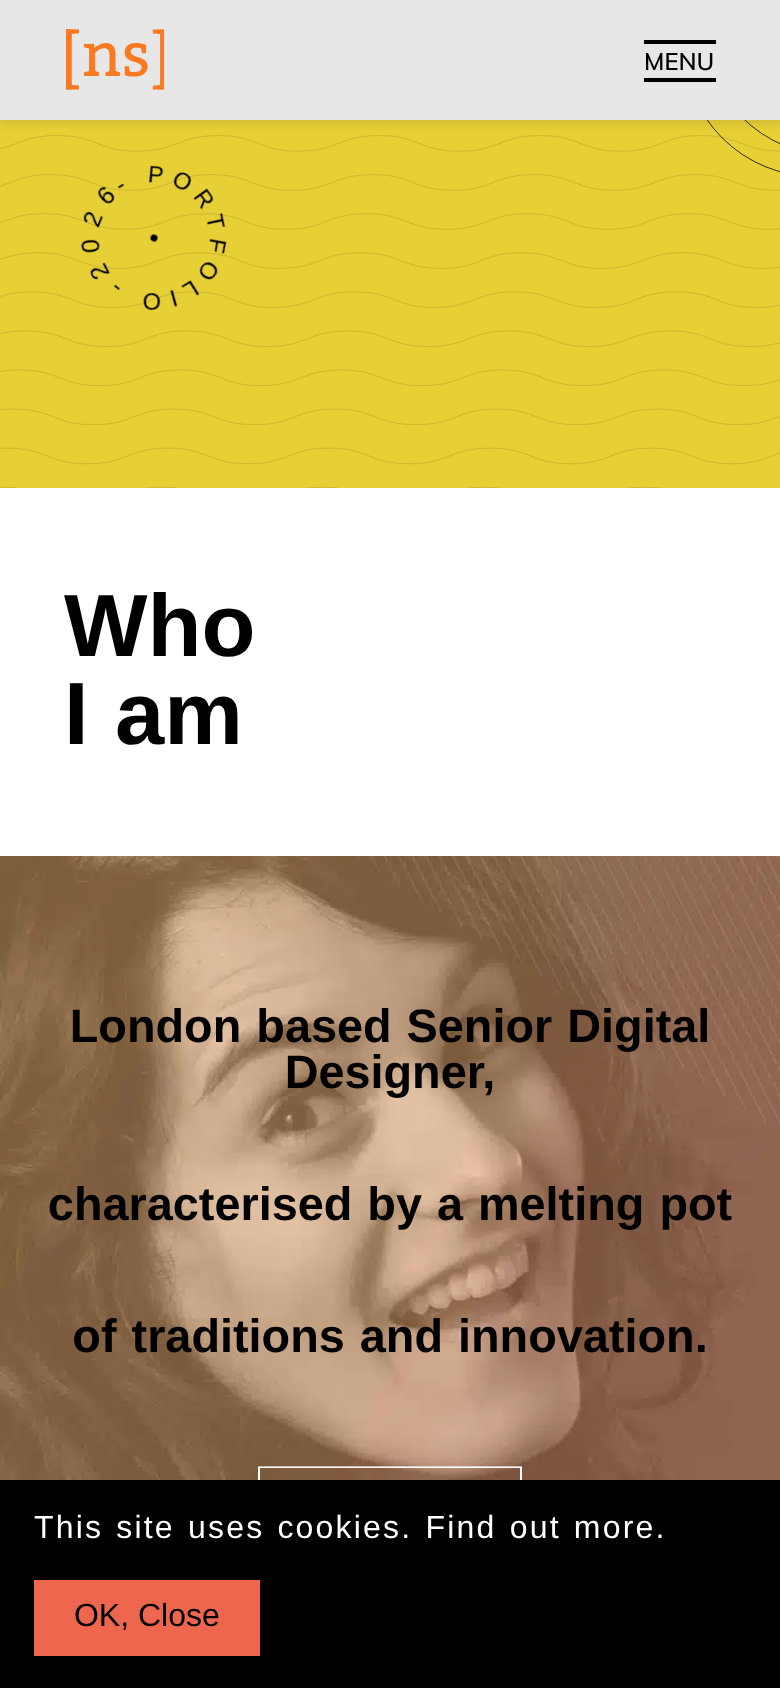 [ns]
MENU
PORTFOLIO - 2026-
Who
I am
London based Senior Digital
Designer,
characterised by a melting pot
of traditions and innovation.
This site uses cookies. Find out more.
OK, Close